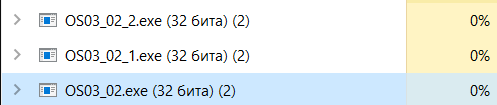 OS03_02_2.exe (32 бита) (2) 0%
OS03_02_1.exe (32 бита) (2) 0%
OS03_02.exe (32 бита) (2) 0%